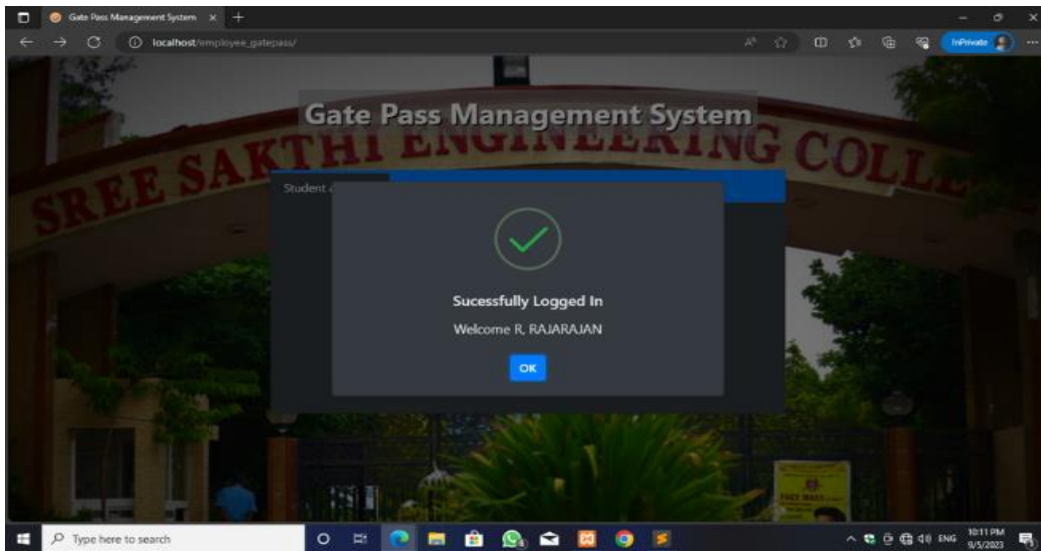 Gate Pass Management System
localhost/employee_gatepass/
InPrivate
Gate Pass Management System
SREE SAKTHI ENGINEERING COLLE
Student
Sucessfully Logged In
Welcome R, RAJARAJAN
OK
Type here to search
ENG
10:11 PM
9/5/2023